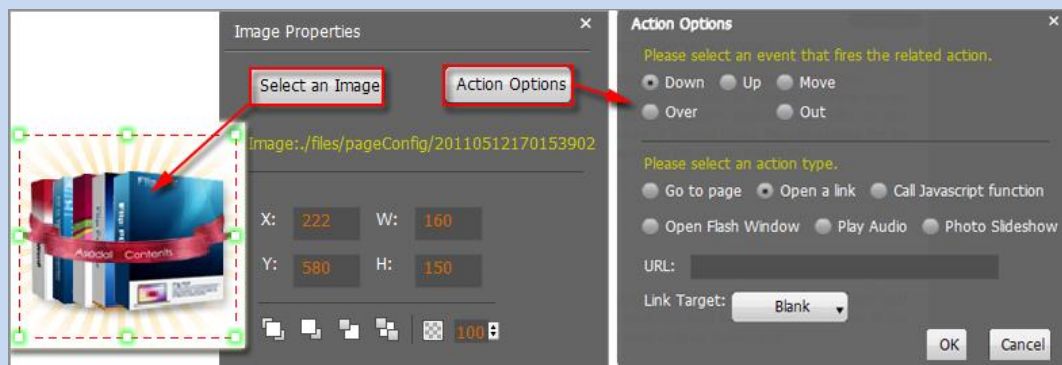 Image Properties
×
Select an Image
Action Options
Image:./files/pageConfig/20110512170153902
X: 222 W: 160
Y: 580 H: 150
100
Asocial Contents
Action Options
×
Please select an event that fires the related action.
Down Up Move
Over Out
Please select an action type.
Go to page Open a link Call Javascript function
Open Flash Window Play Audio Photo Slideshow
URL:
Link Target: Blank
OK Cancel